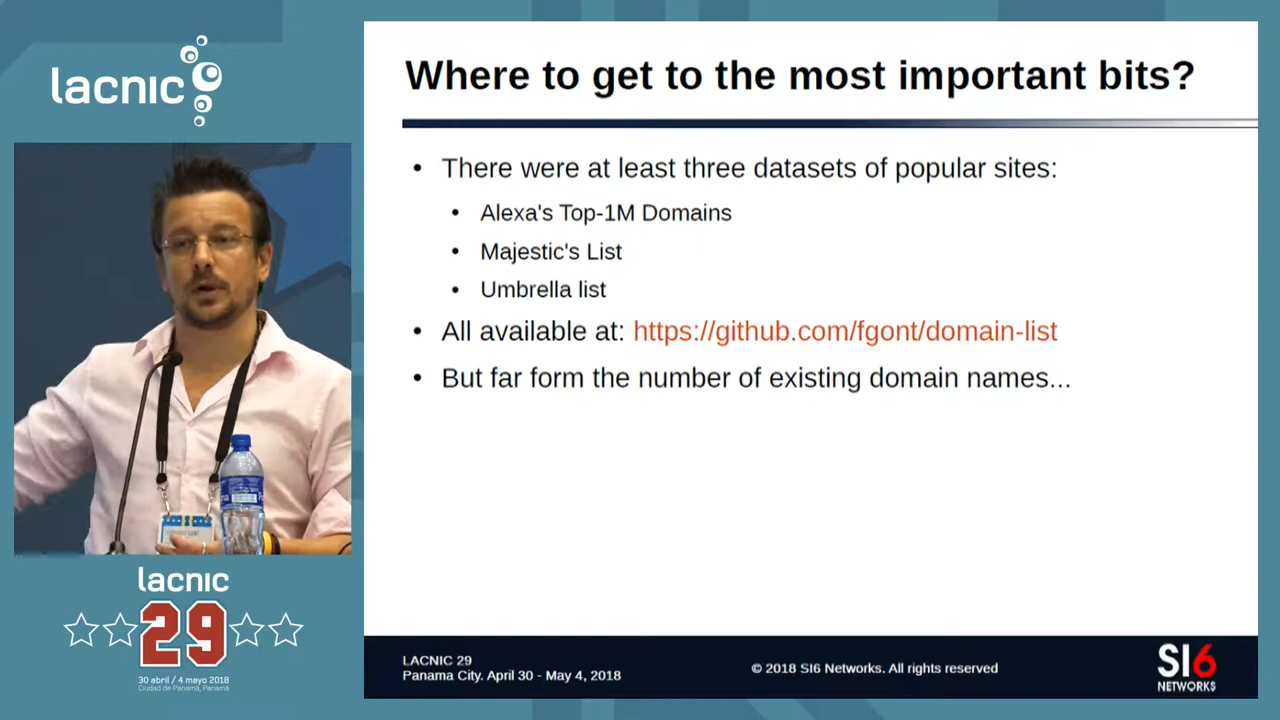 lacnic
Where to get to the most important bits?
• There were at least three datasets of popular sites:
• Alexa's Top-1M Domains
• Majestic's List
• Umbrella list
• All available at: https://github.com/fgont/domain-list
• But far form the number of existing domain names...
lacnic
29
30 abril / 4 mayo 2018
Ciudad de Panamá, Panamá
LACNIC 29
Panama City. April 30 - May 4, 2018
© 2018 SI6 Networks. All rights reserved
SI6
NETWORKS